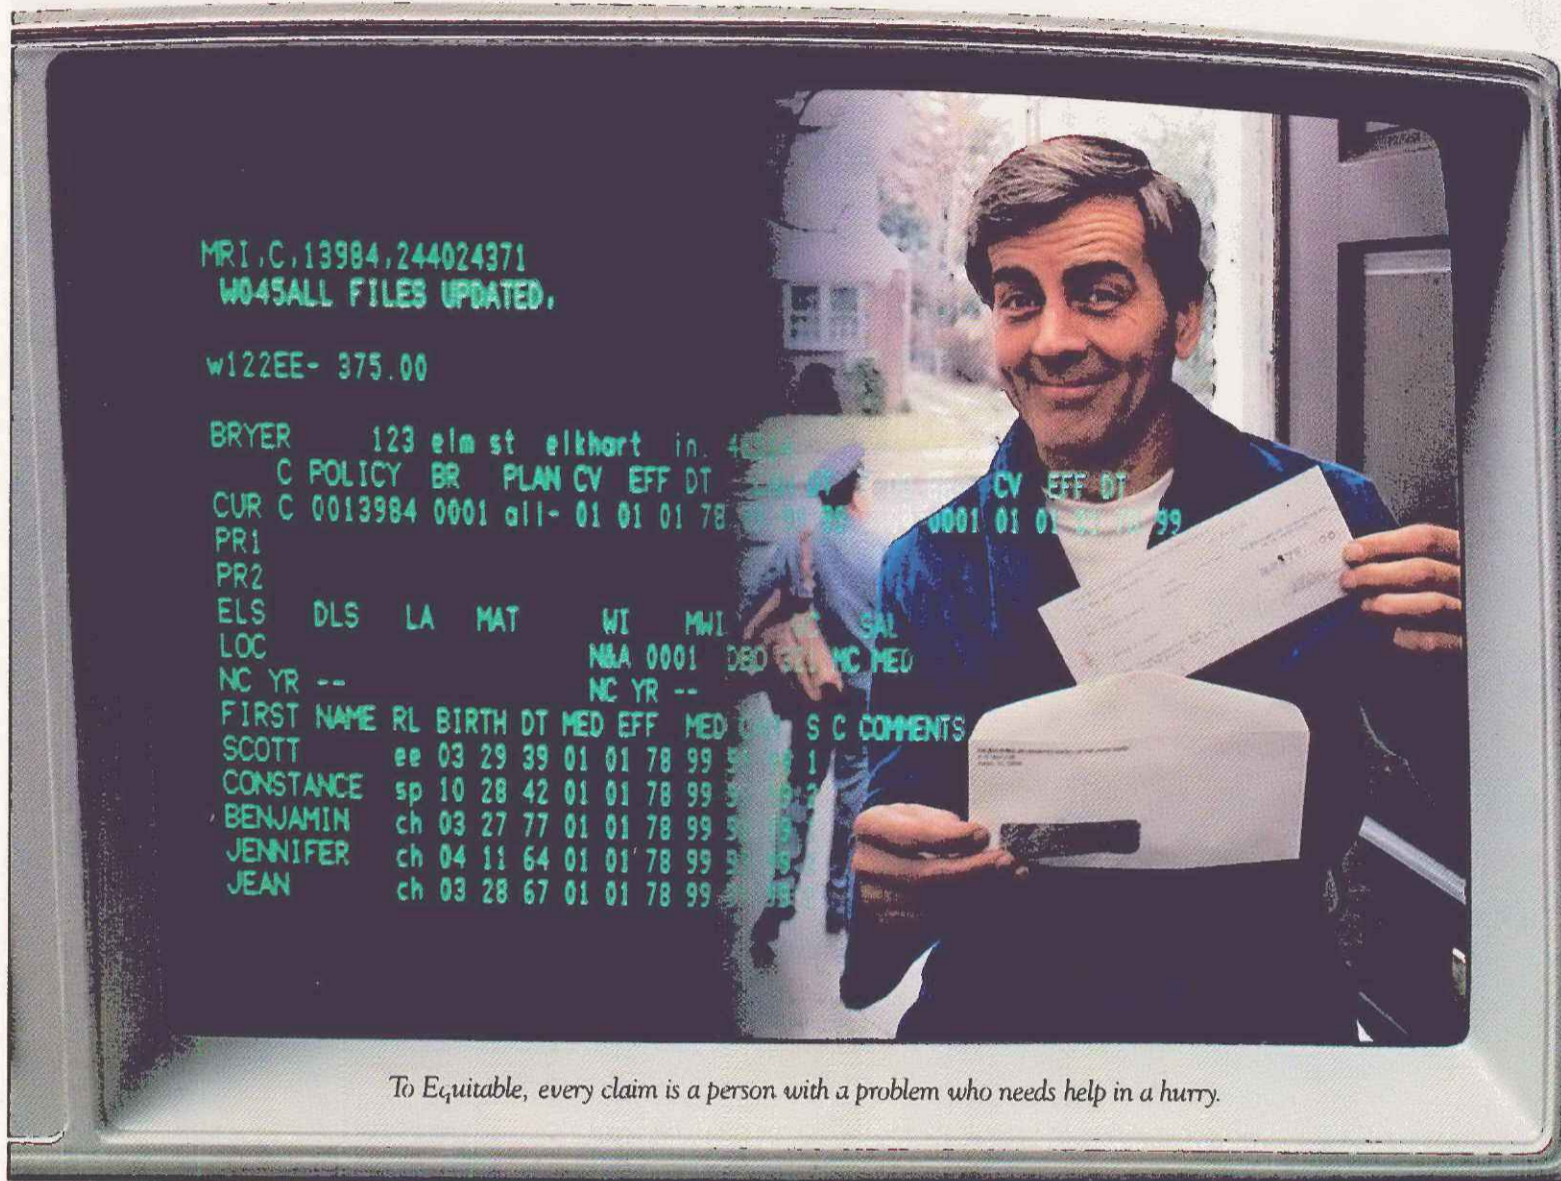 MRI,C,13984,244024371
W045ALL FILES UPDATED.
w122EE- 375.00
BRYER 123 elm st elkhart in.
C POLICY BR PLAN CV EFF DT CV EFF DT
CUR C 0013984 0001 all- 01 01 01 78 0001 01 99
PR1
PR2
ELS DLS LA MAT WI MWI SAL
LOC N&A 0001 MC MED
NC YR -- NC YR --
FIRST NAME RL BIRTH DT MED EFF MED S C COMMENTS
SCOTT ee 03 29 39 01 01 78 99 1
CONSTANCE sp 10 28 42 01 01 78 99
BENJAMIN ch 03 27 77 01 01 78 99
JENNIFER ch 04 11 64 01 01 78 99
JEAN ch 03 28 67 01 01 78 99
To Equitable, every claim is a person with a problem who needs help in a hurry.